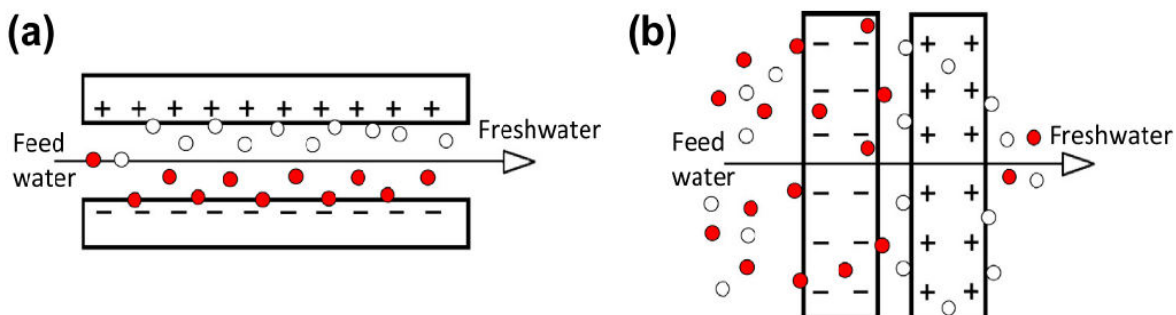 (a)
+ + + + + + + + + +
Feed
water
Freshwater
− − − − − − − − − −
(b)
− − + +
− − + +
− − + +
Feed
water
Freshwater
− − + +
− − + +
− − + +